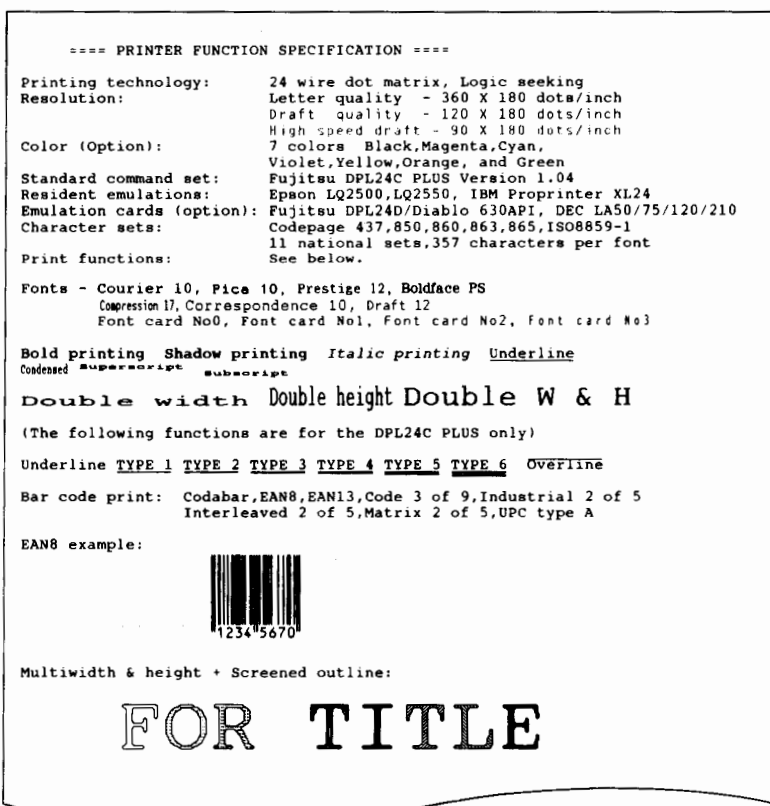 ==== PRINTER FUNCTION SPECIFICATION ====
Printing technology: 24 wire dot matrix, Logic seeking
Resolution: Letter quality - 360 X 180 dots/inch
Draft quality - 120 X 180 dots/inch
High speed draft - 90 X 180 dots/inch
Color (Option): 7 colors Black,Magenta,Cyan,
Violet,Yellow,Orange, and Green
Standard command set: Fujitsu DPL24C PLUS Version 1.04
Resident emulations: Epson LQ2500,LQ2550, IBM Proprinter XL24
Emulation cards (option): Fujitsu DPL24D/Diablo 630API, DEC LA50/75/120/210
Character sets: Codepage 437,850,860,863,865,ISO8859-1
11 national sets,357 characters per font
Print functions: See below.
Fonts - Courier 10, Pica 10, Prestige 12, Boldface PS
Compression 17, Correspondence 10, Draft 12
Font card No0, Font card No1, Font card No2, Font card No3
Bold printing Shadow printing Italic printing Underline
Condensed Superscript Subscript
Double width Double height Double W & H
(The following functions are for the DPL24C PLUS only)
Underline TYPE 1 TYPE 2 TYPE 3 TYPE 4 TYPE 5 TYPE 6 Overline
Bar code print: Codabar,EAN8,EAN13,Code 3 of 9,Industrial 2 of 5
Interleaved 2 of 5,Matrix 2 of 5,UPC type A
EAN8 example:
1234 5670
Multiwidth & height + Screened outline:
FOR TITLE